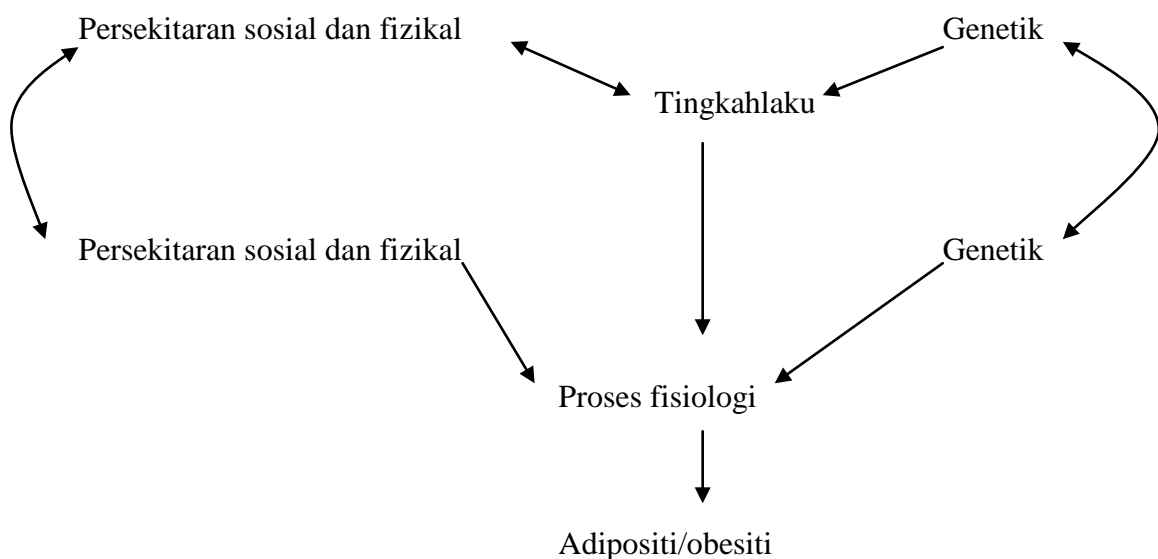 Persekitaran sosial dan fizikal
Genetik
Tingkahlaku
Persekitaran sosial dan fizikal
Genetik
Proses fisiologi
Adipositi/obesiti